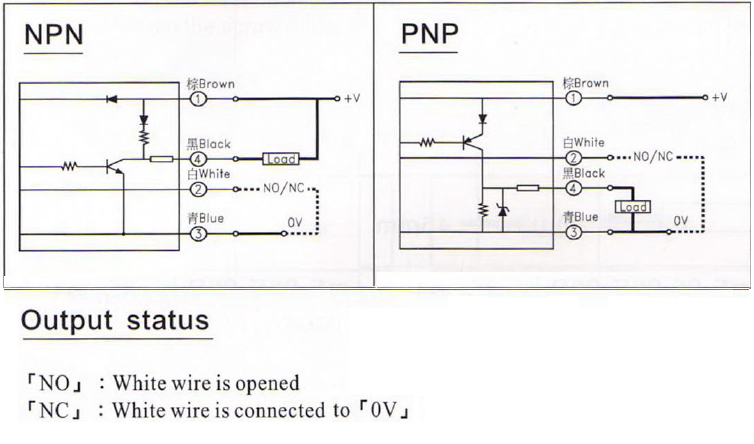 NPN
棕Brown
1
+V
黑Black
4
Load
白White
2
NO/NC
青Blue
3
0V
PNP
棕Brown
1
+V
白White
2
NO/NC
黑Black
4
Load
青Blue
3
0V
Output status
「NO」 : White wire is opened
「NC」 : White wire is connected to 「0V」